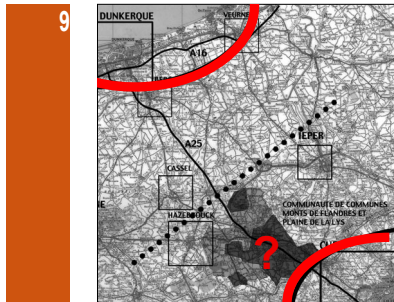 9
DUNKERQUE
VEURNE
A16
A25
IEPER
CASSEL
COMMUNAUTE DE COMMUNES
MONTS DE FLANDRES ET
PLAINE DE LA LYS
HAZEBROUCK
?